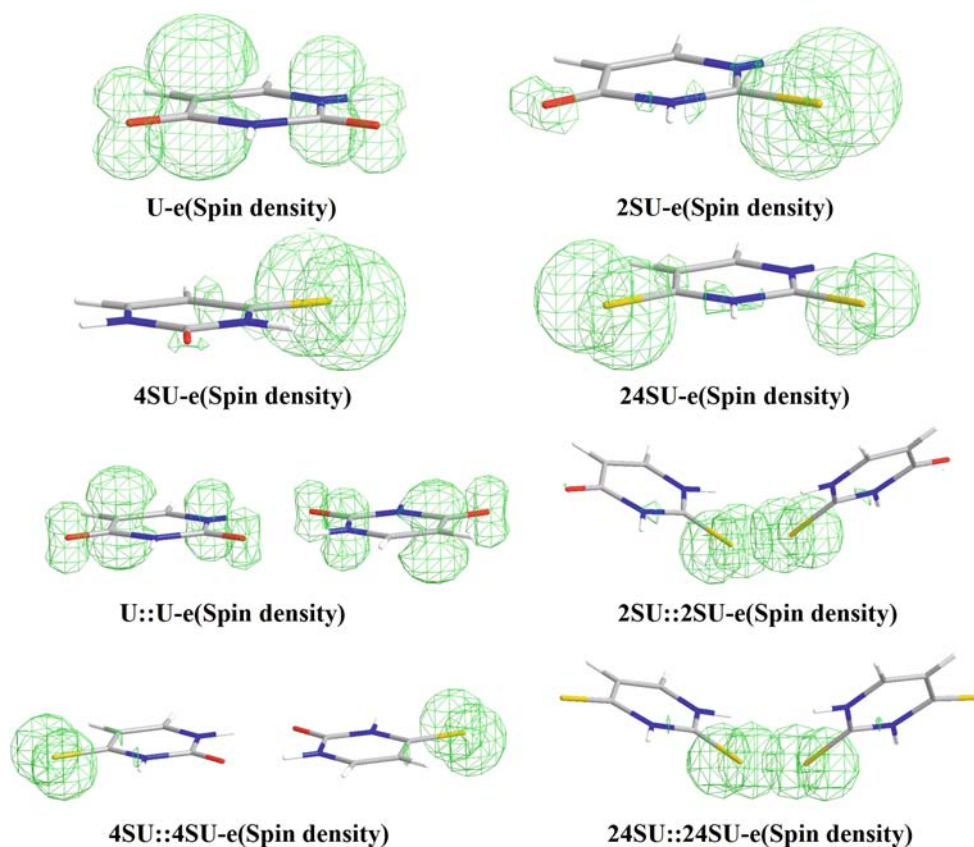 U-e(Spin density)
2SU-e(Spin density)
4SU-e(Spin density)
24SU-e(Spin density)
U::U-e(Spin density)
2SU::2SU-e(Spin density)
4SU::4SU-e(Spin density)
24SU::24SU-e(Spin density)